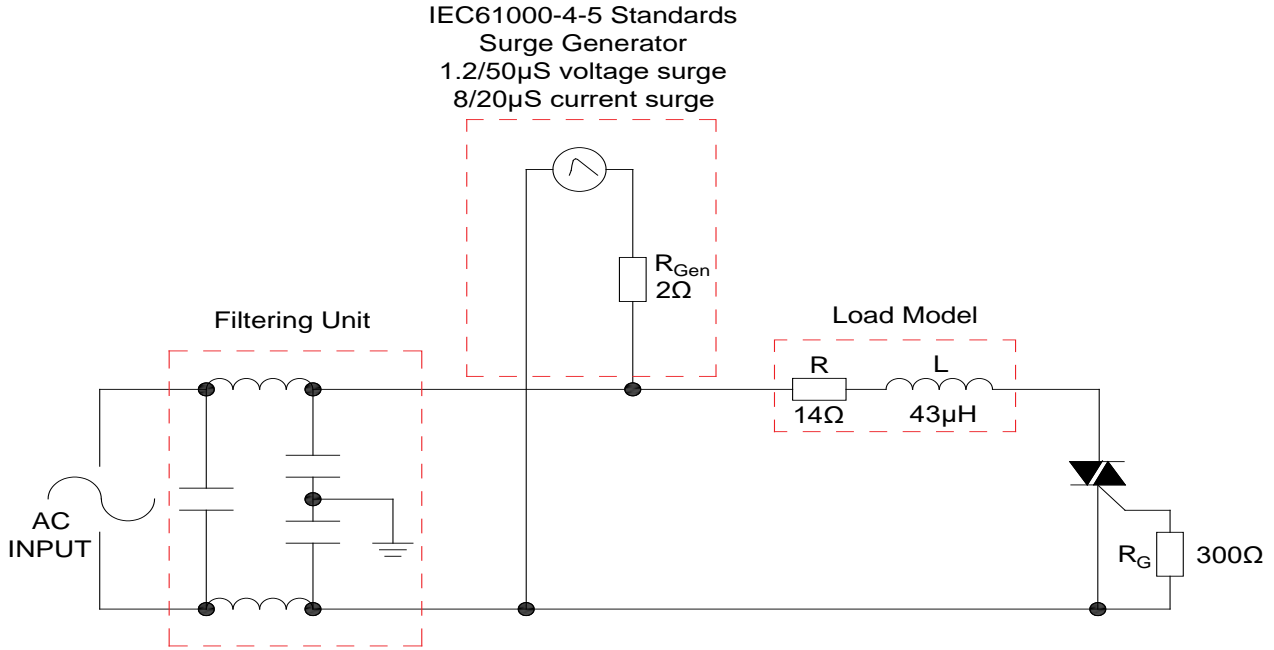 IEC61000-4-5 Standards
Surge Generator
1.2/50µS voltage surge
8/20µS current surge
R_Gen
2Ω
Filtering Unit
Load Model
R
L
14Ω
43µH
AC
INPUT
R_G
300Ω